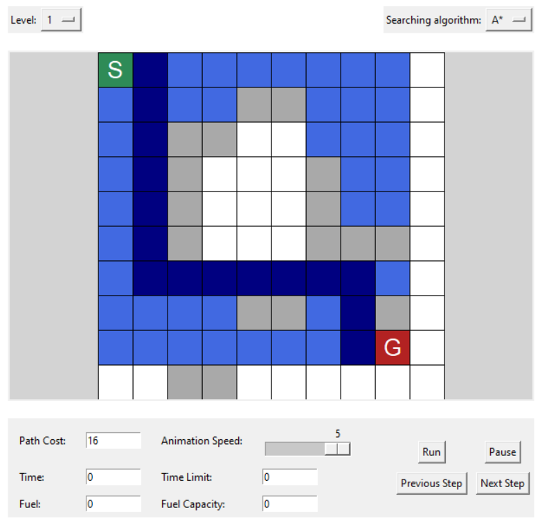 Level: 1 Searching algorithm: A*
S
G
5
Path Cost: 16 Animation Speed:
Run Pause
Time: 0 Time Limit: 0
Previous Step Next Step
Fuel: 0 Fuel Capacity: 0